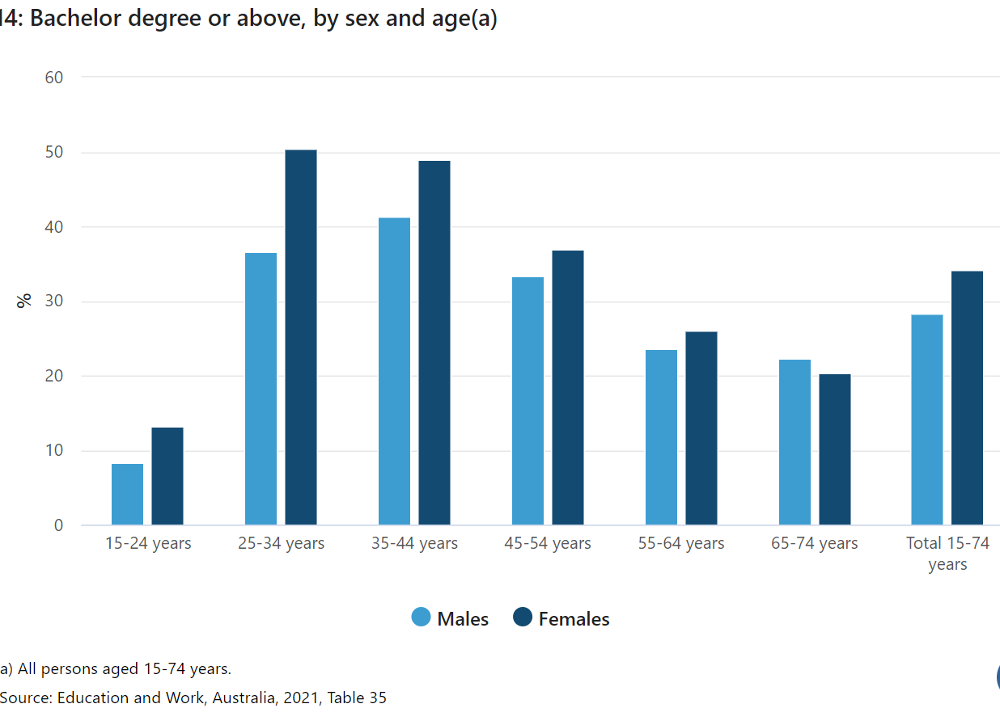 14: Bachelor degree or above, by sex and age(a)
60
50
40
30
20
10
0
%
15-24 years
25-34 years
35-44 years
45-54 years
55-64 years
65-74 years
Total 15-74
years
Males
Females
a) All persons aged 15-74 years.
Source: Education and Work, Australia, 2021, Table 35